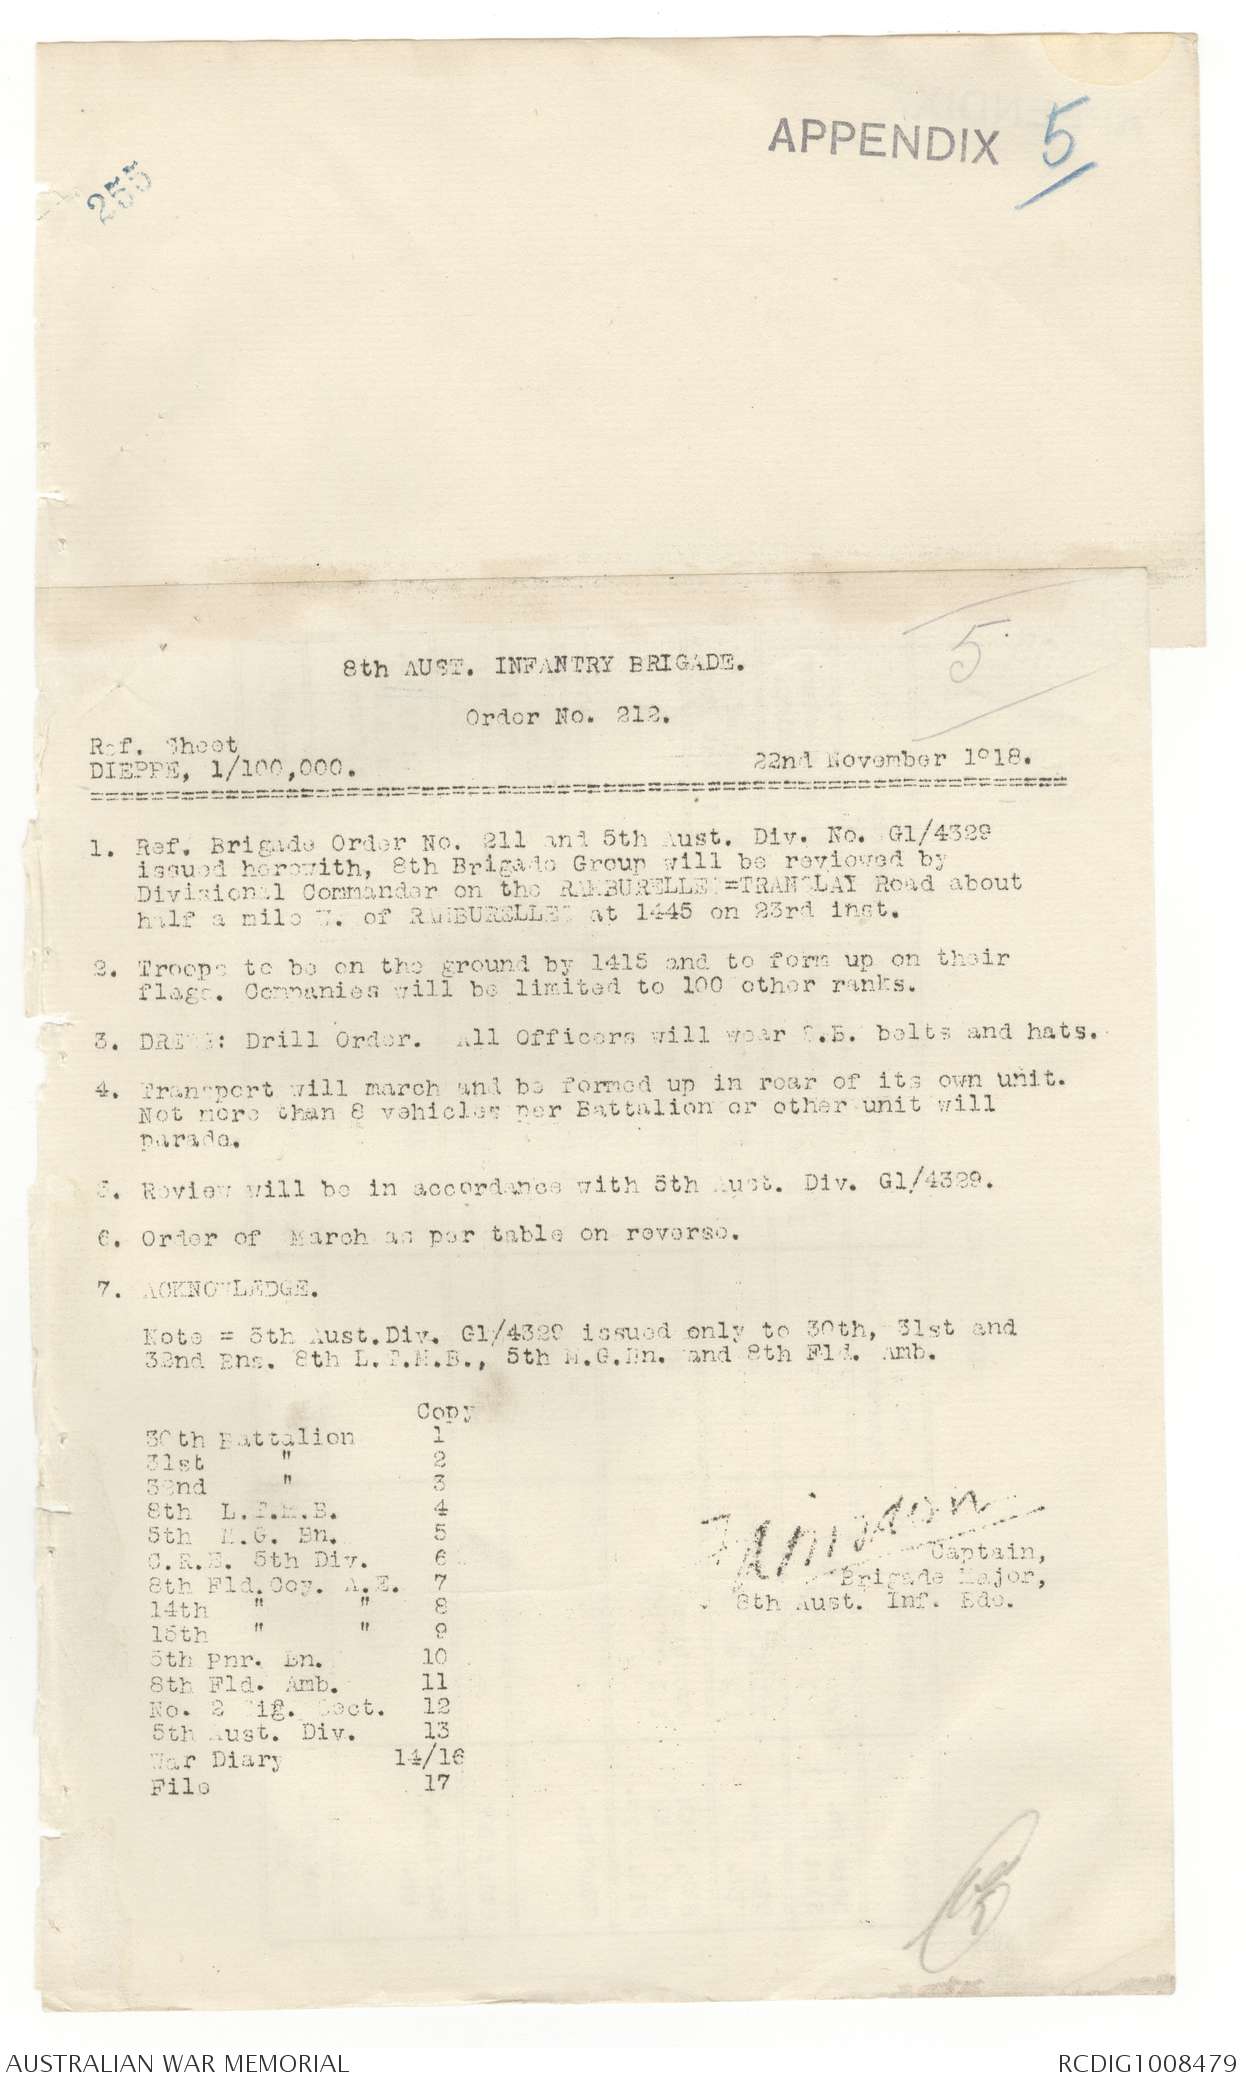 APPENDIX 5
255
5
8th AUST. INFANTRY BRIGADE.
Order No. 212.
Ref. Sheet
DIEPPE, 1/100,000.
22nd November 1918.
1. Ref. Brigade Order No. 211 and 5th Aust. Div. No. G1/4329
issued herewith, 8th Brigade Group will be reviewed by
Divisional Commander on the RAMBURELLES=TRANSLAY Road about
half a mile of RAMBURELLES at 1445 on 23rd inst.
2. Troops to be on the ground by 1415 and to form up on their
flags. Companies will be limited to 100 other ranks.
3. DRESS: Drill Order. All Officers will wear S.B. belts and hats.
4. Transport will march and be formed up in rear of its own unit.
Not more than 8 vehicles per Battalion or other unit will
parade.
5. Review will be in accordance with 5th Aust. Div. G1/4329.
6. Order of March as per table on reverse.
7. ACKNOWLEDGE.
Note = 5th Aust.Div. G1/4329 issued only to 30th, 31st and
32nd Bns. 8th L.T.M.B., 5th M.G.Bn. and 8th Fld. Amb.
Copy
30th Battalion 1
31st " 2
32nd " 3
8th L.T.M.B. 4
5th M.G. Bn. 5
C.R.E. 5th Div. 6
8th Fld.Coy. A.E. 7
14th " " 8
15th " " 9
5th Pnr. Bn. 10
8th Fld. Amb. 11
No. 2 Sig. Sect. 12
5th Aust. Div. 13
War Diary 14/16
File 17
Captain,
Brigade Major,
8th Aust. Inf. Bde.
AUSTRALIAN WAR MEMORIAL
RCDIG1008479